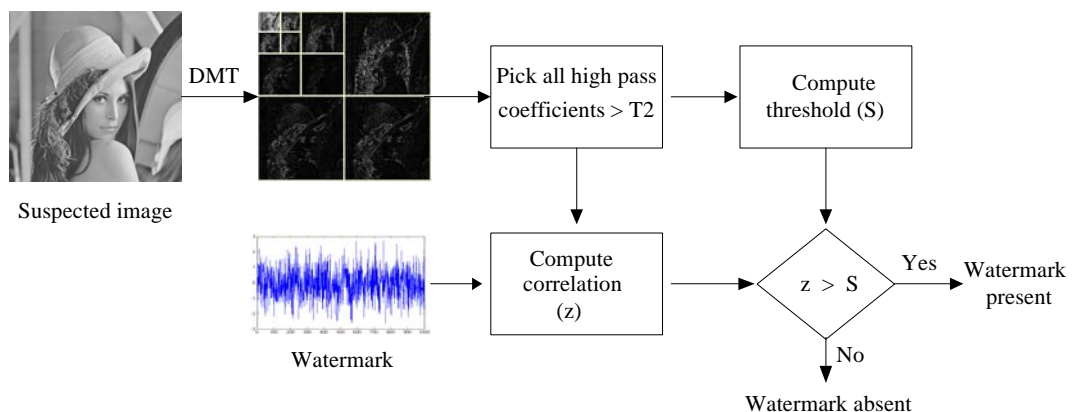 DMT
Pick all high pass
coefficients > T2
Compute
threshold (S)
Suspected image
Compute
correlation
(z)
z > S
Yes
Watermark
present
Watermark
No
Watermark absent